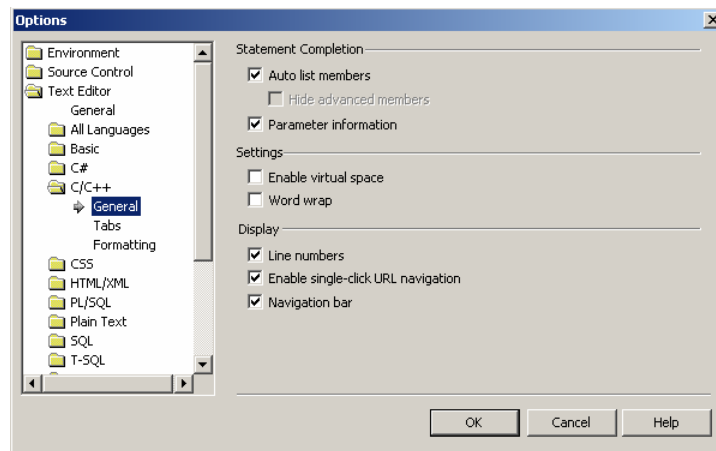 Options
Environment
Source Control
Text Editor
General
All Languages
Basic
C#
C/C++
General
Tabs
Formatting
CSS
HTML/XML
PL/SQL
Plain Text
SQL
T-SQL
Statement Completion
Auto list members
Hide advanced members
Parameter information
Settings
Enable virtual space
Word wrap
Display
Line numbers
Enable single-click URL navigation
Navigation bar
OK
Cancel
Help